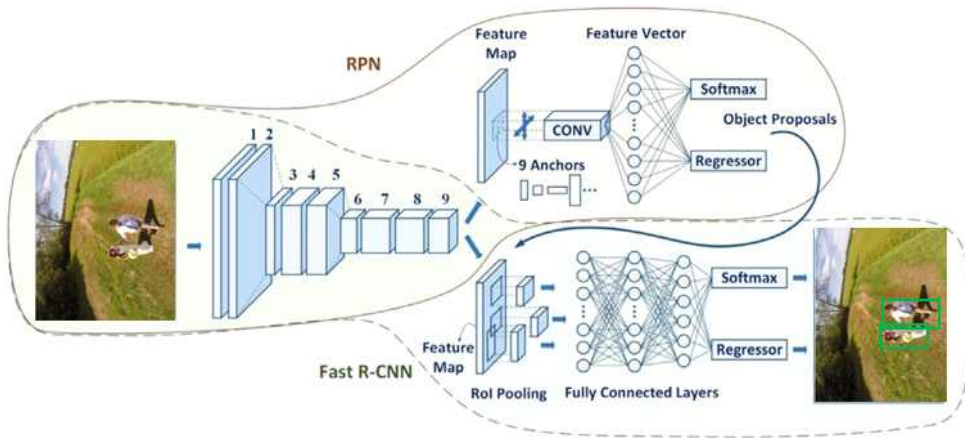 RPN
Feature
Map
Feature Vector
Softmax
CONV
Object Proposals
9 Anchors
Regressor
1 2
3 4 5
6 7 8 9
Softmax
Feature
Map
Regressor
Fast R-CNN
RoI Pooling
Fully Connected Layers